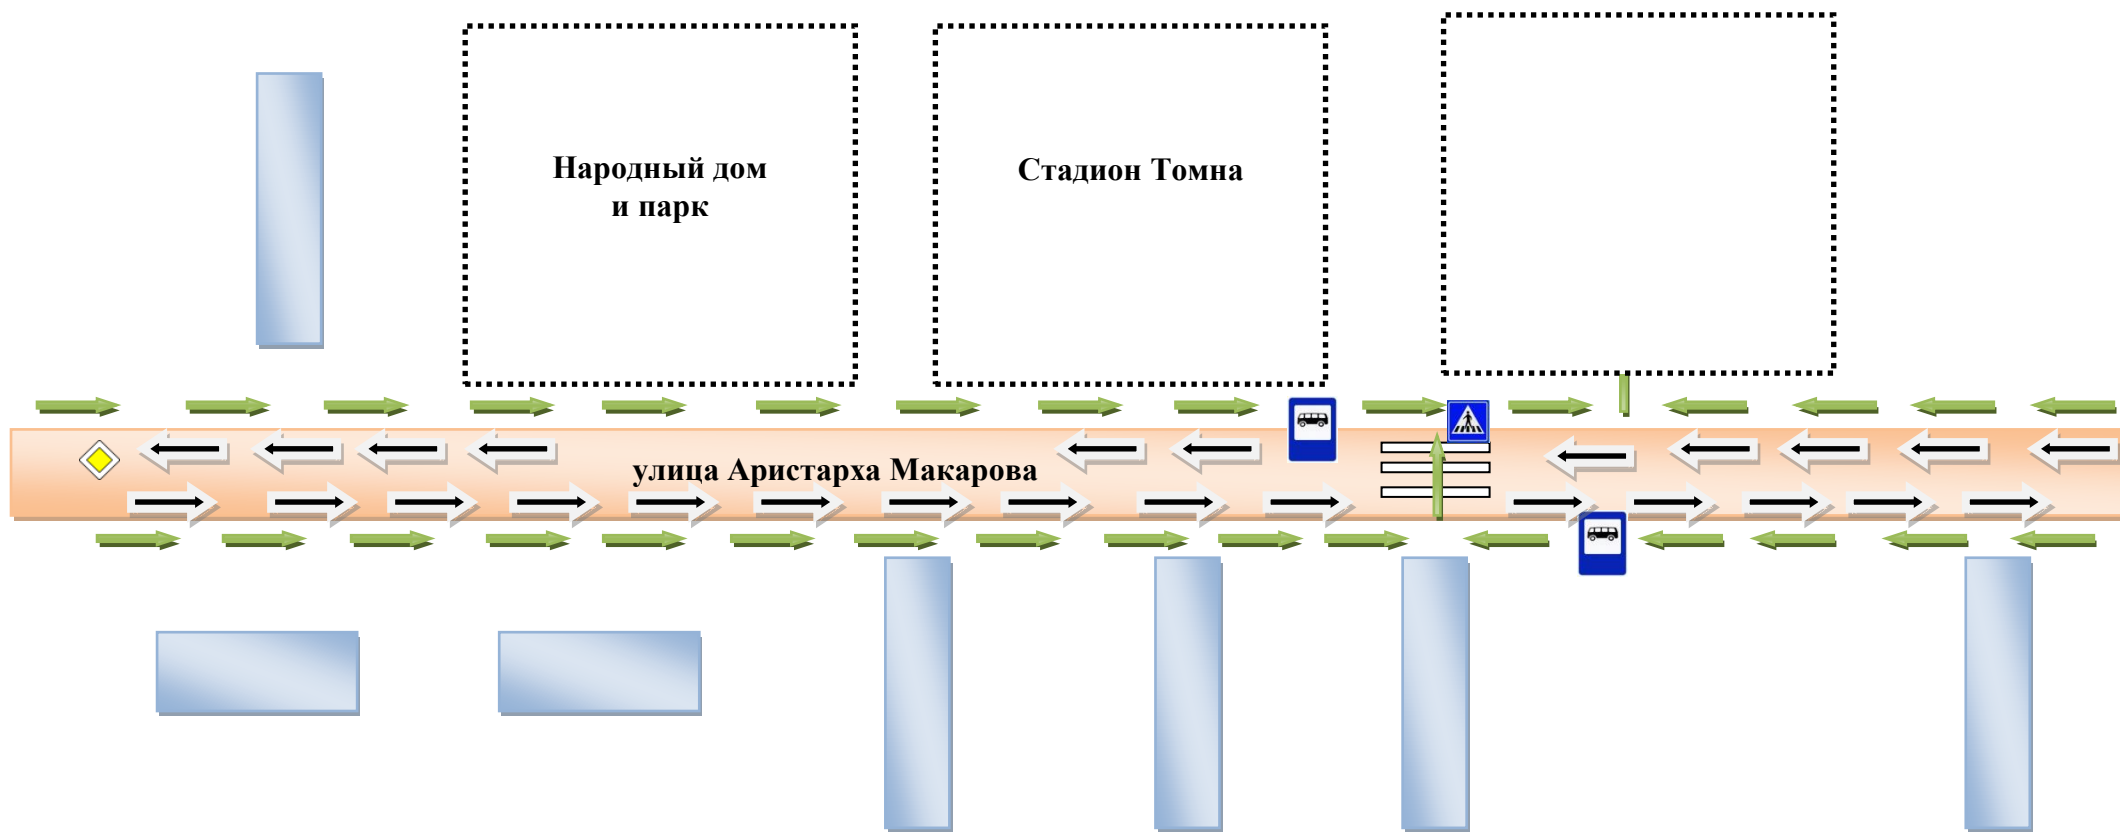 Народный дом
и парк
Стадион Томна
улица Аристарха Макарова